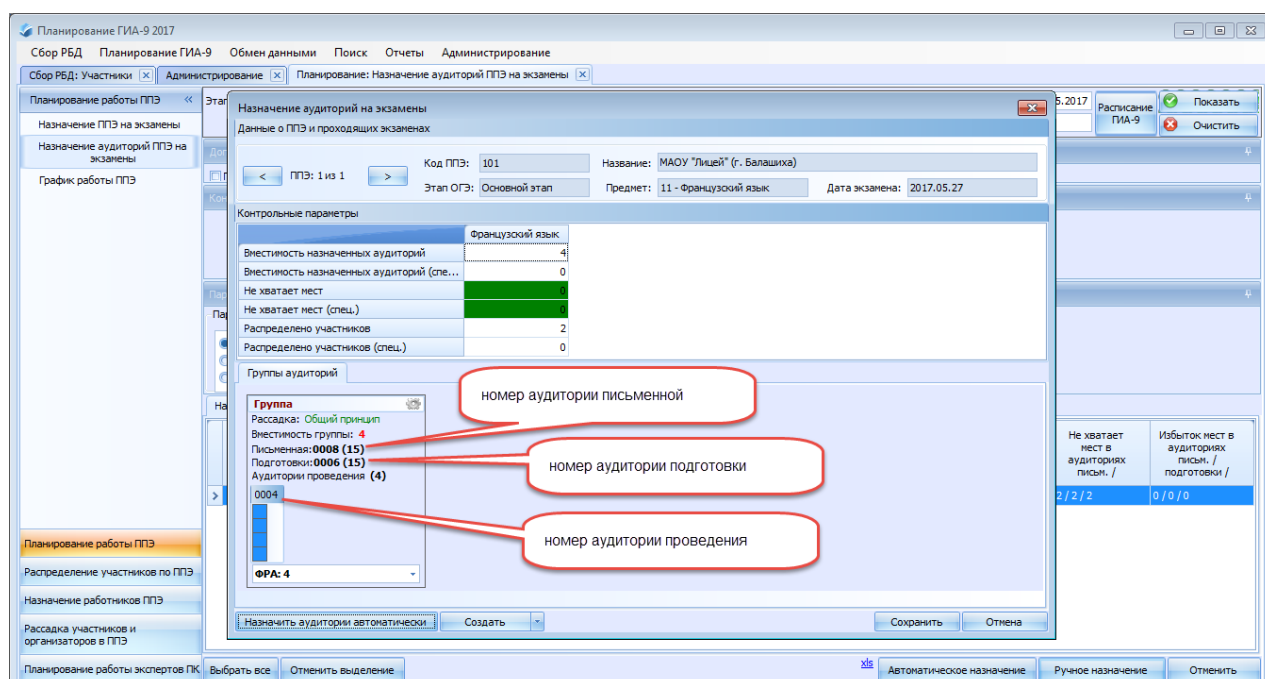 Планирование ГИА-9 2017
Сбор РБД Планирование ГИА-9 Обмен данными Поиск Отчеты Администрирование
Сбор РБД: Участники Администрирование Планирование: Назначение аудиторий ППЭ на экзамены
Планирование работы ППЭ
Назначение ППЭ на экзамены
Назначение аудиторий ППЭ на
экзамены
График работы ППЭ
5.2017
Расписание
ГИА-9
Показать
Очистить
Назначение аудиторий на экзамены
Данные о ППЭ и проходящих экзаменах
< ППЭ: 1 из 1 >
Код ППЭ: 101 Название: МАОУ "Лицей" (г. Балашиха)
Этап ОГЭ: Основной этап Предмет: 11 - Французский язык Дата экзамена: 2017.05.27
Контрольные параметры
Французский язык
Вместимость назначенных аудиторий 4
Вместимость назначенных аудиторий (спе... 0
Не хватает мест 0
Не хватает мест (спец.) 0
Распределено участников 2
Распределено участников (спец.) 0
Группы аудиторий
Группа
Рассадка: Общий принцип
Вместимость группы: 4
Письменная:0008 (15)
Подготовки:0006 (15)
Аудитории проведения (4)
0004
ФРА: 4
номер аудитории письменной
номер аудитории подготовки
номер аудитории проведения
Не хватает
мест в
аудиториях
письм. /
Избыток мест в
аудиториях
письм. /
подготовки /
2 / 2 / 2 0 / 0 / 0
Планирование работы ППЭ
Распределение участников по ППЭ
Назначение работников ППЭ
Рассадка участников и
организаторов в ППЭ
Планирование работы экспертов ПК
Назначить аудитории автоматически Создать Сохранить Отмена
Выбрать все Отменить выделение xls Автоматическое назначение Ручное назначение Отменить